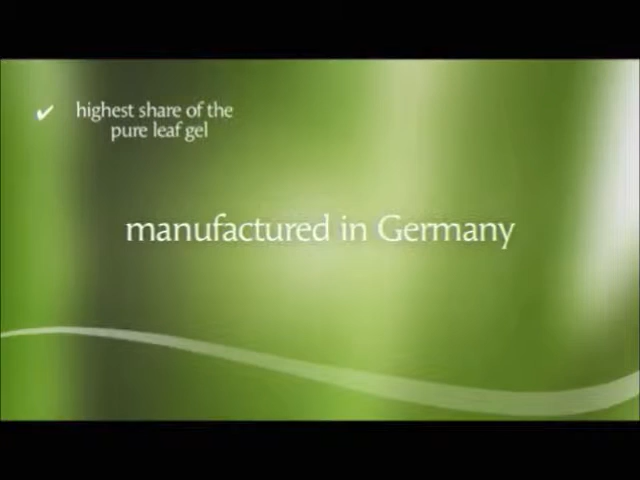 ✔ highest share of the
pure leaf gel
manufactured in Germany